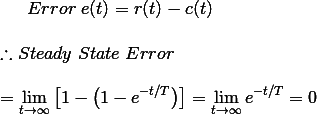 Error e(t) = r(t) − c(t)
∴ Steady State Error
= lim_{t→∞} [1 − (1 − e^{−t/T})] = lim_{t→∞} e^{−t/T} = 0